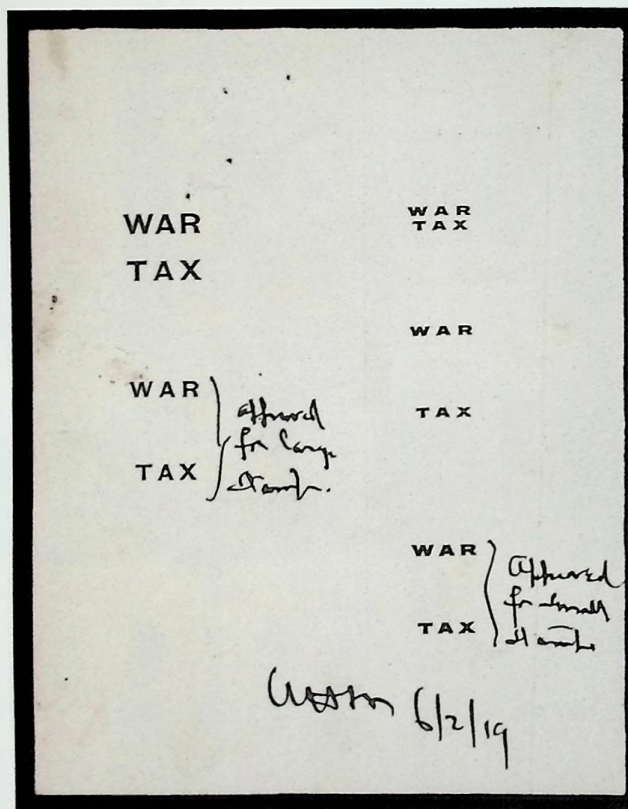 WAR
TAX
WAR
TAX
approved
for large
stamps.
WAR
TAX
WAR
TAX
WAR
TAX
Approved
for small
stamps
6/2/19